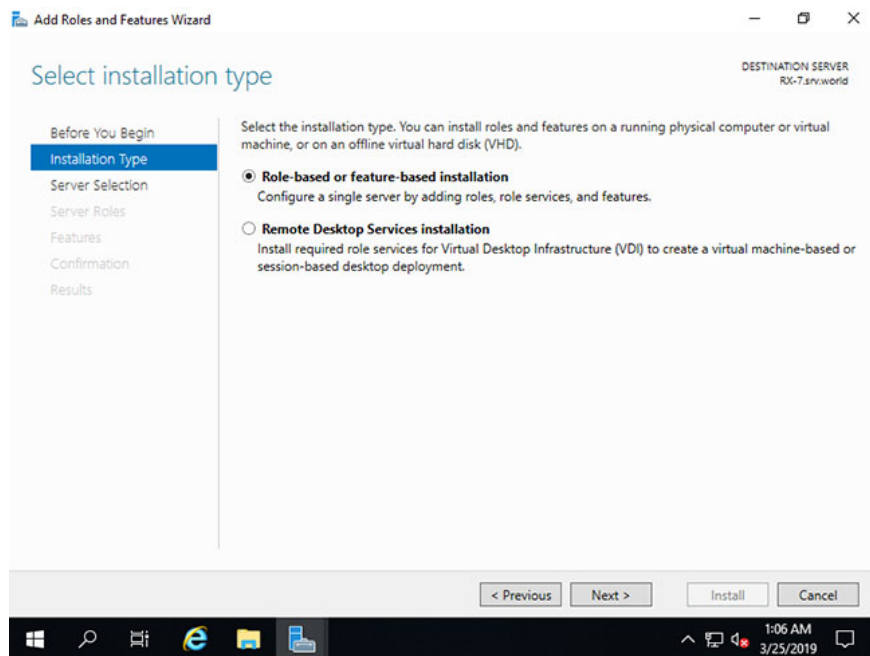 Add Roles and Features Wizard
Select installation type
DESTINATION SERVER
RX-7.srv.world
Before You Begin
Installation Type
Server Selection
Server Roles
Features
Confirmation
Results
Select the installation type. You can install roles and features on a running physical computer or virtual
machine, or on an offline virtual hard disk (VHD).
Role-based or feature-based installation
Configure a single server by adding roles, role services, and features.
Remote Desktop Services installation
Install required role services for Virtual Desktop Infrastructure (VDI) to create a virtual machine-based or
session-based desktop deployment.
< Previous
Next >
Install
Cancel
1:06 AM
3/25/2019